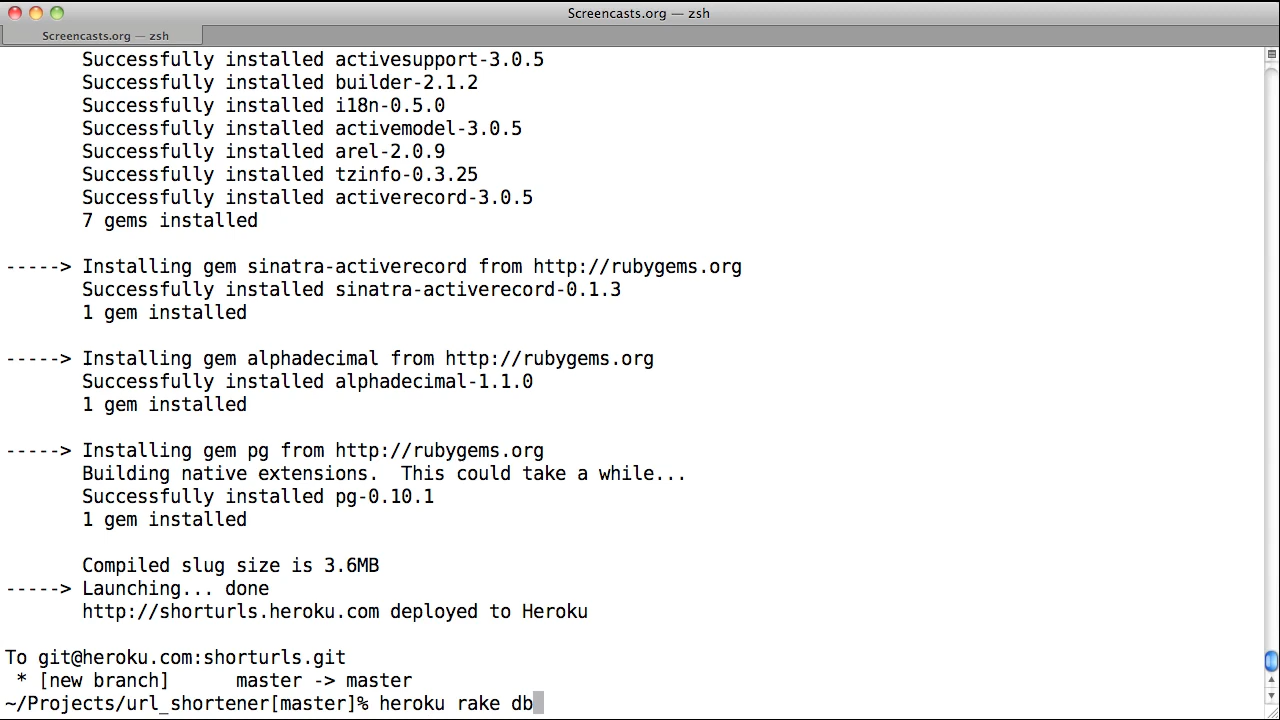 Screencasts.org — zsh
Screencasts.org — zsh
Successfully installed activesupport-3.0.5
Successfully installed builder-2.1.2
Successfully installed i18n-0.5.0
Successfully installed activemodel-3.0.5
Successfully installed arel-2.0.9
Successfully installed tzinfo-0.3.25
Successfully installed activerecord-3.0.5
7 gems installed
-----> Installing gem sinatra-activerecord from http://rubygems.org
Successfully installed sinatra-activerecord-0.1.3
1 gem installed
-----> Installing gem alphadecimal from http://rubygems.org
Successfully installed alphadecimal-1.1.0
1 gem installed
-----> Installing gem pg from http://rubygems.org
Building native extensions.  This could take a while...
Successfully installed pg-0.10.1
1 gem installed
Compiled slug size is 3.6MB
-----> Launching... done
http://shorturls.heroku.com deployed to Heroku
To git@heroku.com:shorturls.git
* [new branch]      master -> master
~/Projects/url_shortener[master]% heroku rake db